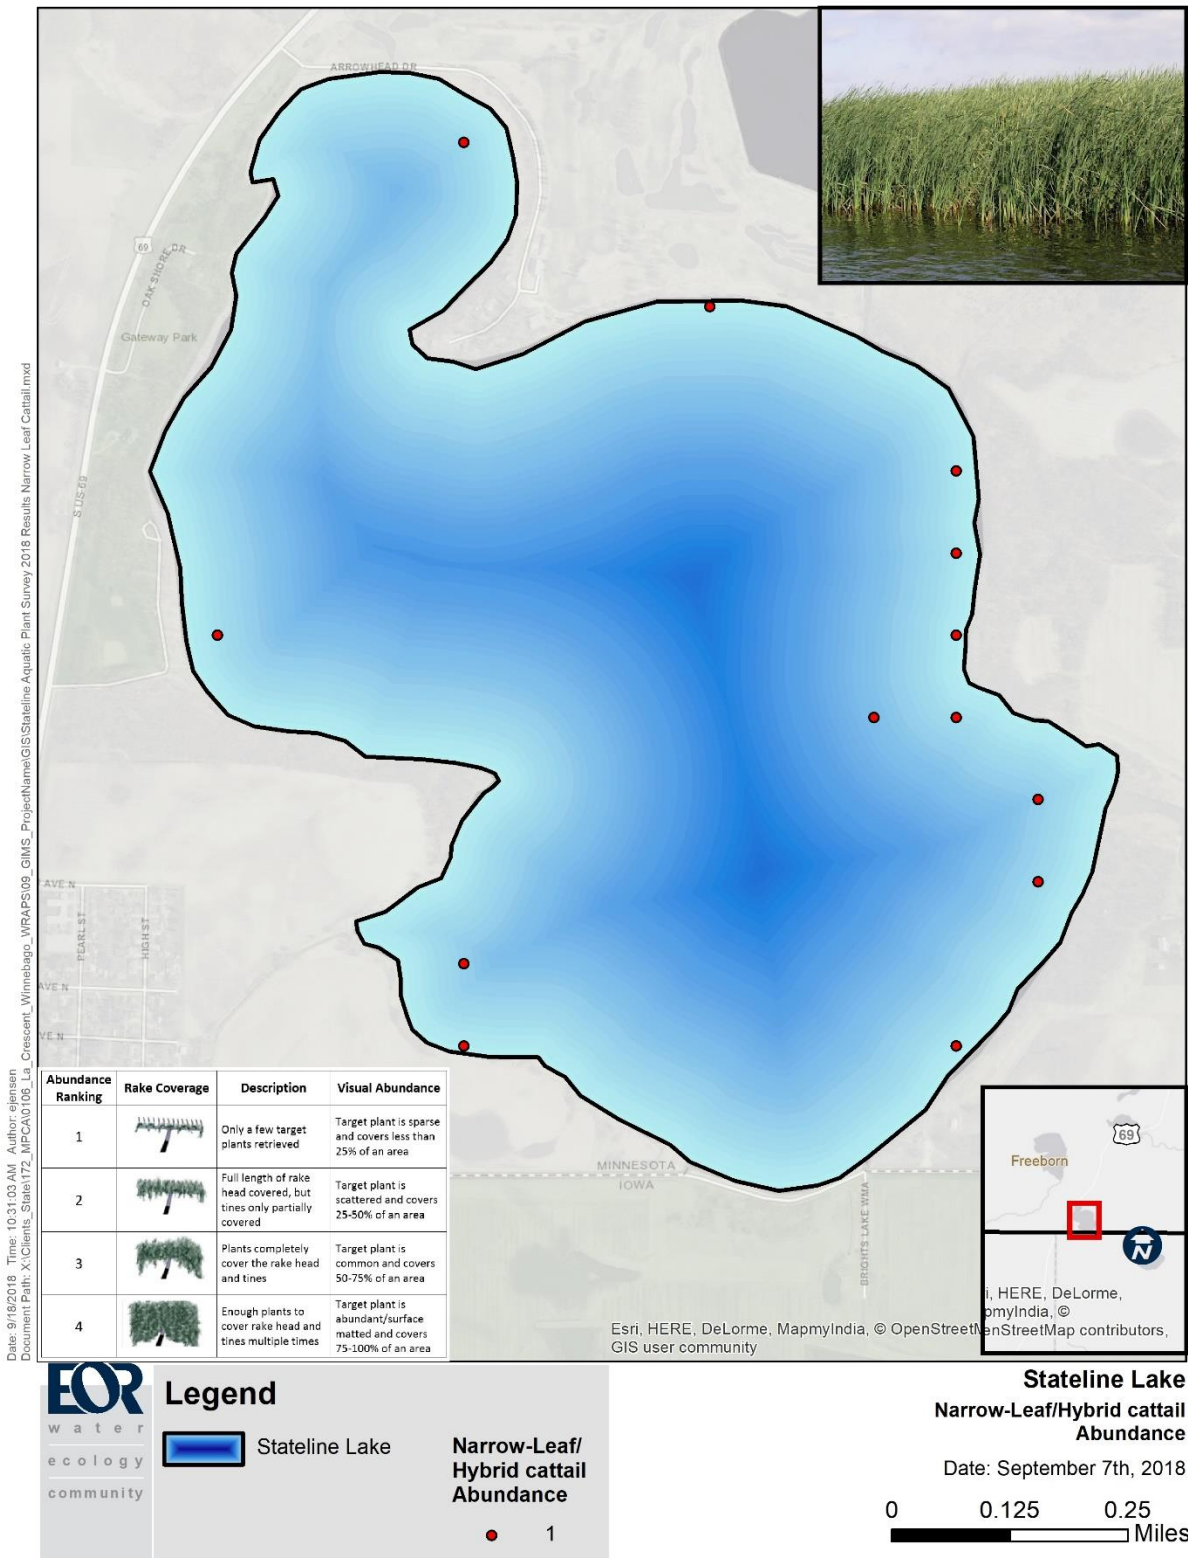 ARROWHEAD DR
69
OAK SHORE DR
Gateway Park
S US 69
AVE N
PEARL ST
HIGH ST
AVE N
VE N
MINNESOTA
IOWA
BRIGHTS LAKE WMA
Date: 9/18/2018 Time: 10:31:03 AM Author: ejensen
Document Path: X:\Clients_State\172_MPCA\0106_La_Crescent_Winnebago_WRAPS\09_GIMS_ProjectName\GIS\Stateline Aquatic Plant Survey 2018 Results Narrow Leaf Cattail.mxd
Abundance Ranking
Rake Coverage
Description
Visual Abundance
1
Only a few target
plants retrieved
Target plant is sparse
and covers less than
25% of an area
2
Full length of rake
head covered, but
tines only partially
covered
Target plant is
scattered and covers
25-50% of an area
3
Plants completely
cover the rake head
and tines
Target plant is
common and covers
50-75% of an area
4
Enough plants to
cover rake head and
tines multiple times
Target plant is
abundant/surface
matted and covers
75-100% of an area
69
Freeborn
N
i, HERE, DeLorme,
pmyIndia, ©
Esri, HERE, DeLorme, MapmyIndia, © OpenStreetMap contributors,
GIS user community
EOR
water
ecology
community
Legend
Stateline Lake
Narrow-Leaf/
Hybrid cattail
Abundance
1
Stateline Lake
Narrow-Leaf/Hybrid cattail
Abundance
Date: September 7th, 2018
0 0.125 0.25
Miles